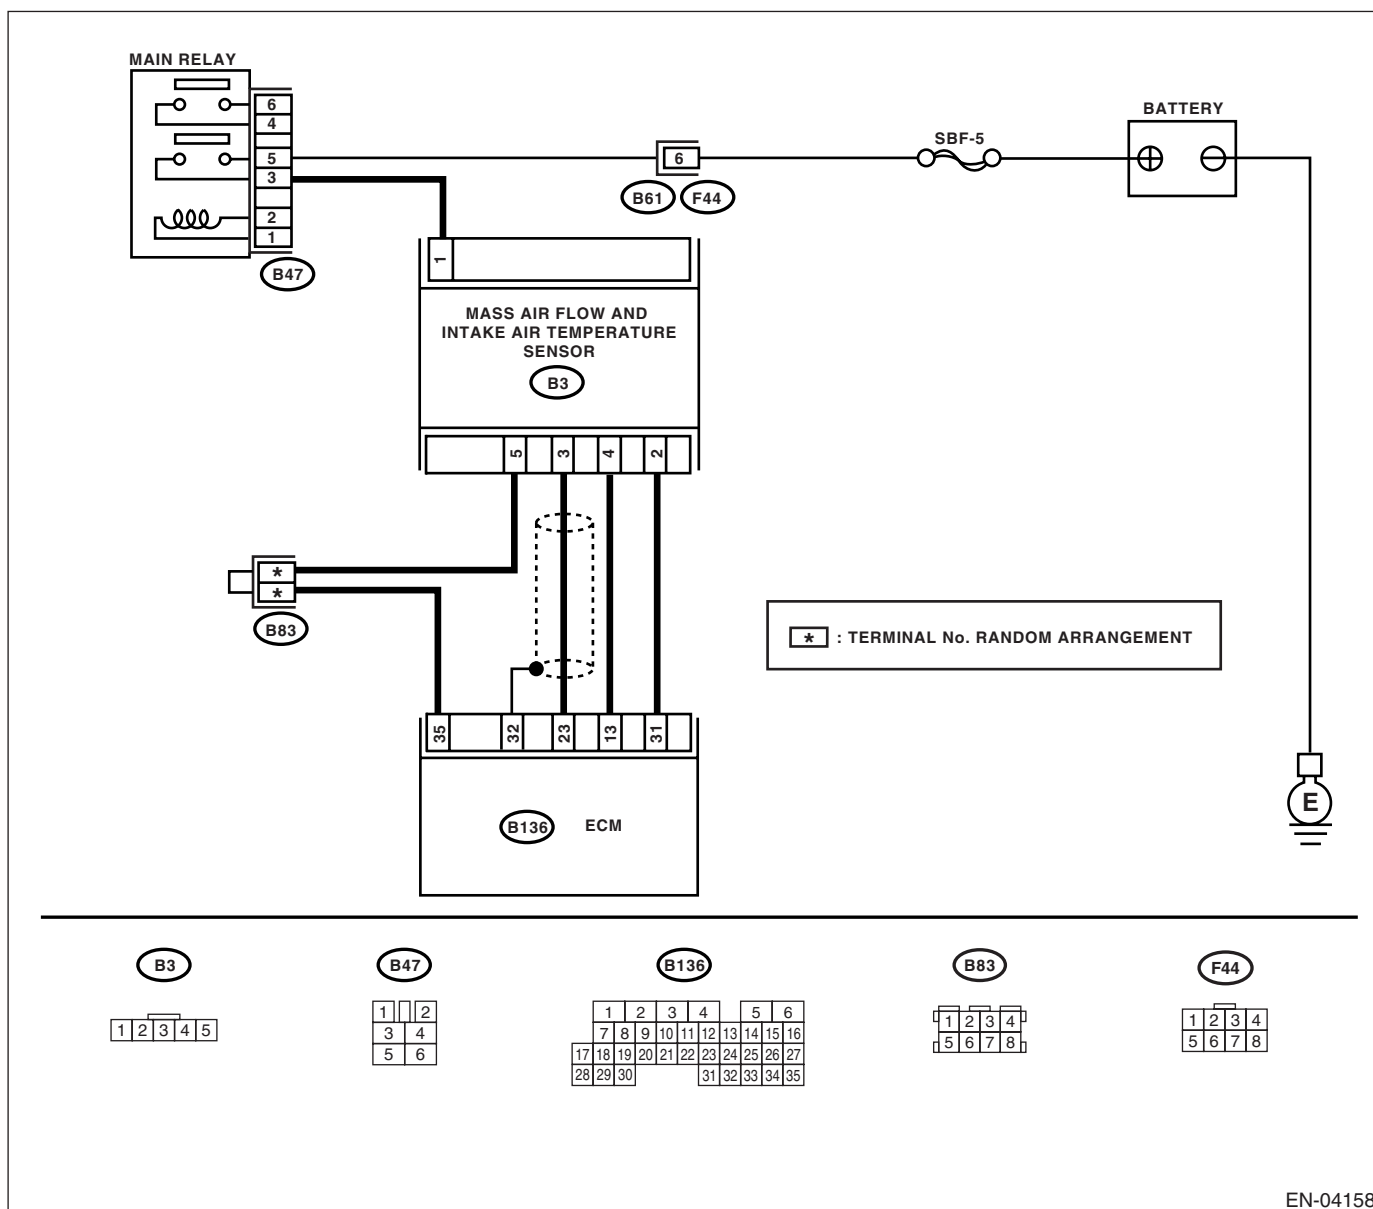 MAIN RELAY
6
4
5
3
2
1
B47
6
B61 F44
SBF-5
BATTERY
E
1
MASS AIR FLOW AND
INTAKE AIR TEMPERATURE
SENSOR
B3
5 3 4 2
*
*
B83
* : TERMINAL No. RANDOM ARRANGEMENT
35 32 23 13 31
B136 ECM
B3
1 2 3 4 5
B47
1 2
3 4
5 6
B136
1 2 3 4 5 6
7 8 9 10 11 12 13 14 15 16
17 18 19 20 21 22 23 24 25 26 27
28 29 30 31 32 33 34 35
B83
1 2 3 4
5 6 7 8
F44
1 2 3 4
5 6 7 8
EN-04158